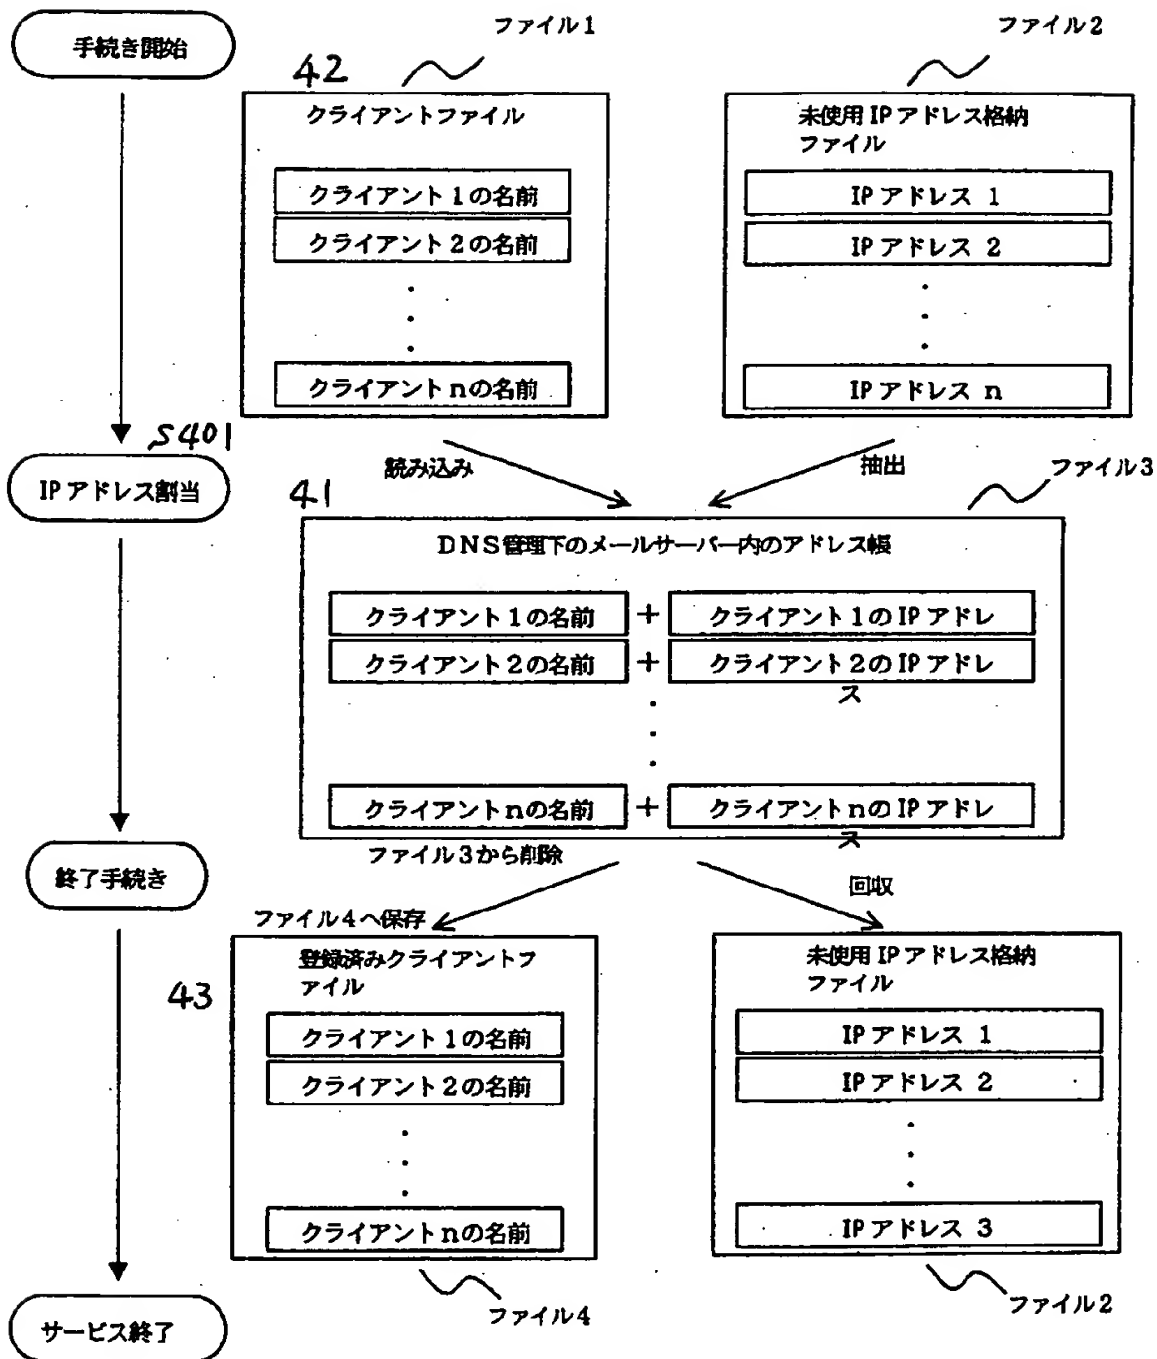 ファイル1
ファイル2
手続き開始
42
クライアントファイル
クライアント1の名前
クライアント2の名前
クライアントnの名前
未使用IPアドレス格納
ファイル
IPアドレス 1
IPアドレス 2
IPアドレス n
S401
IPアドレス割当
読み込み
抽出
ファイル3
41
DNS管理下のメールサーバー内のアドレス帳
クライアント1の名前 + クライアント1のIPアドレ
クライアント2の名前 + クライアント2のIPアドレ
ス
クライアントnの名前 + クライアントnのIPアドレ
ス
ファイル3から削除
終了手続き
回収
ファイル4へ保存
43
登録済みクライアントフ
ァイル
クライアント1の名前
クライアント2の名前
クライアントnの名前
未使用IPアドレス格納
ファイル
IPアドレス 1
IPアドレス 2
IPアドレス 3
ファイル4
ファイル2
サービス終了